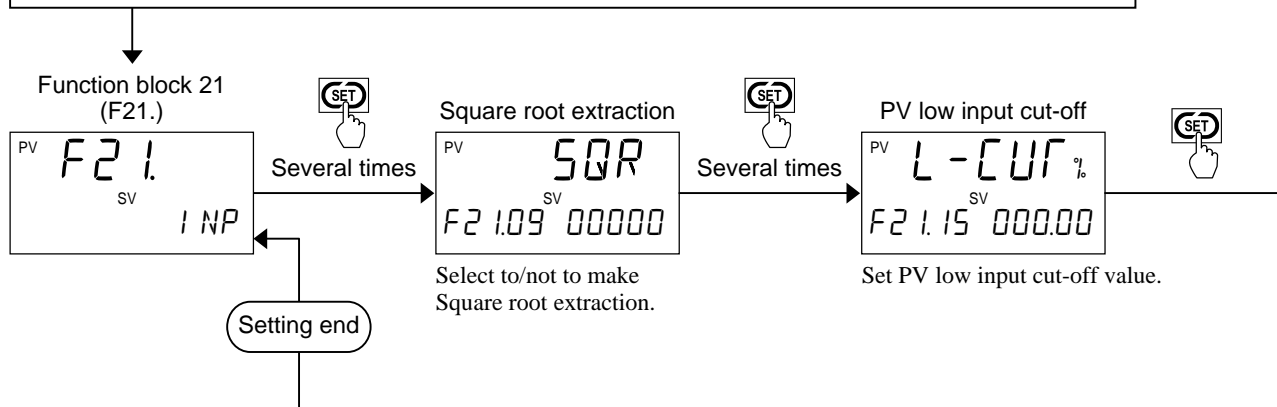 Function block 21
(F21.)
PV F21.
SV
INP
SET
Several times
Square root extraction
PV SQR
SV
F21.09 00000
Select to/not to make
Square root extraction.
SET
Several times
PV low input cut-off
PV L-CUT %
SV
F21.15 000.00
Set PV low input cut-off value.
SET
Setting end